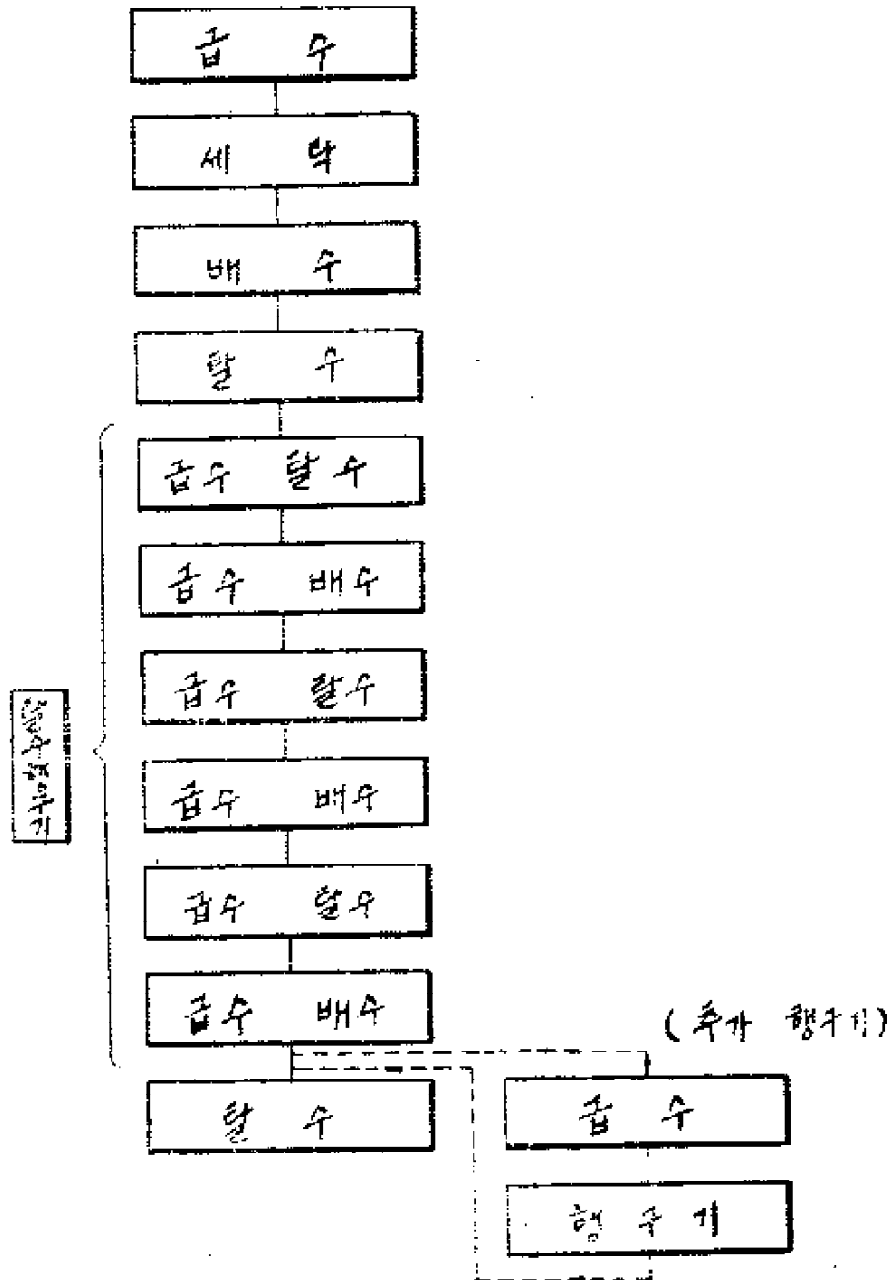 급 수
세 탁
배 수
탈 수
급수 탈수
급수 배수
급수 탈수
급수 배수
급수 탈수
급수 배수
탈 수
(추가 헹구기)
급 수
헹 구 기